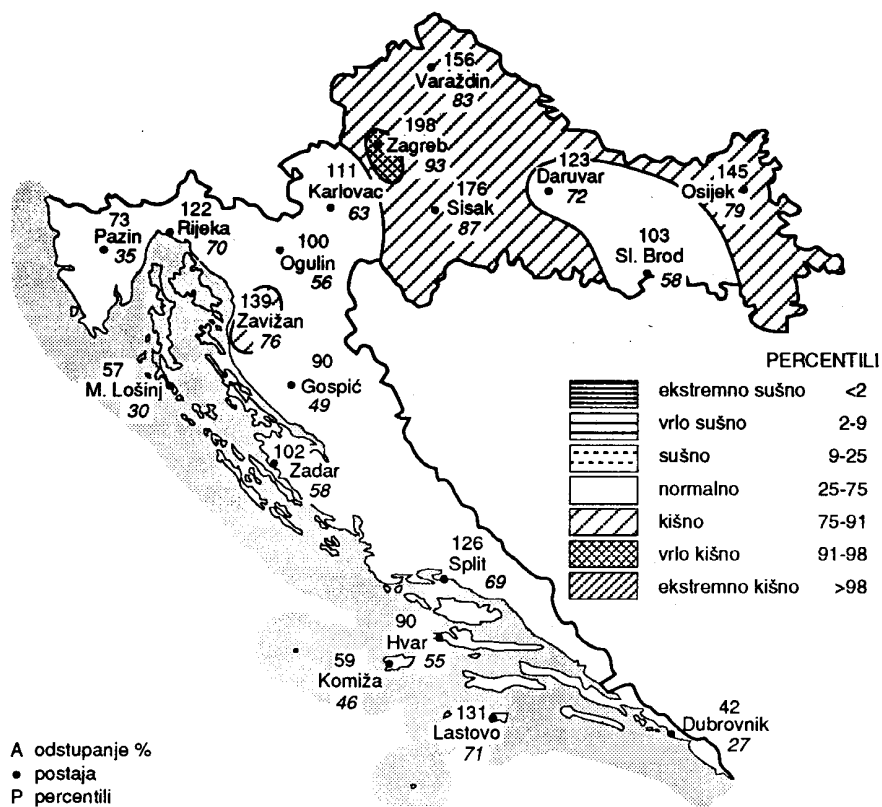 156
Varaždin
83
198
Zagreb
93
111
Karlovac
63
123
Daruvar
72
145
Osijek
79
176
Sisak
87
73
Pazin
35
122
Rijeka
70
100
Ogulin
56
103
Sl. Brod
58
139
Zavižan
76
57
M. Lošinj
30
90
Gospić
49
102
Zadar
58
126
Split
69
90
Hvar
55
59
Komiža
46
131
Lastovo
71
42
Dubrovnik
27
PERCENTILI
ekstremno sušno <2
vrlo sušno 2-9
sušno 9-25
normalno 25-75
kišno 75-91
vrlo kišno 91-98
ekstremno kišno >98
A odstupanje %
• postaja
P percentili